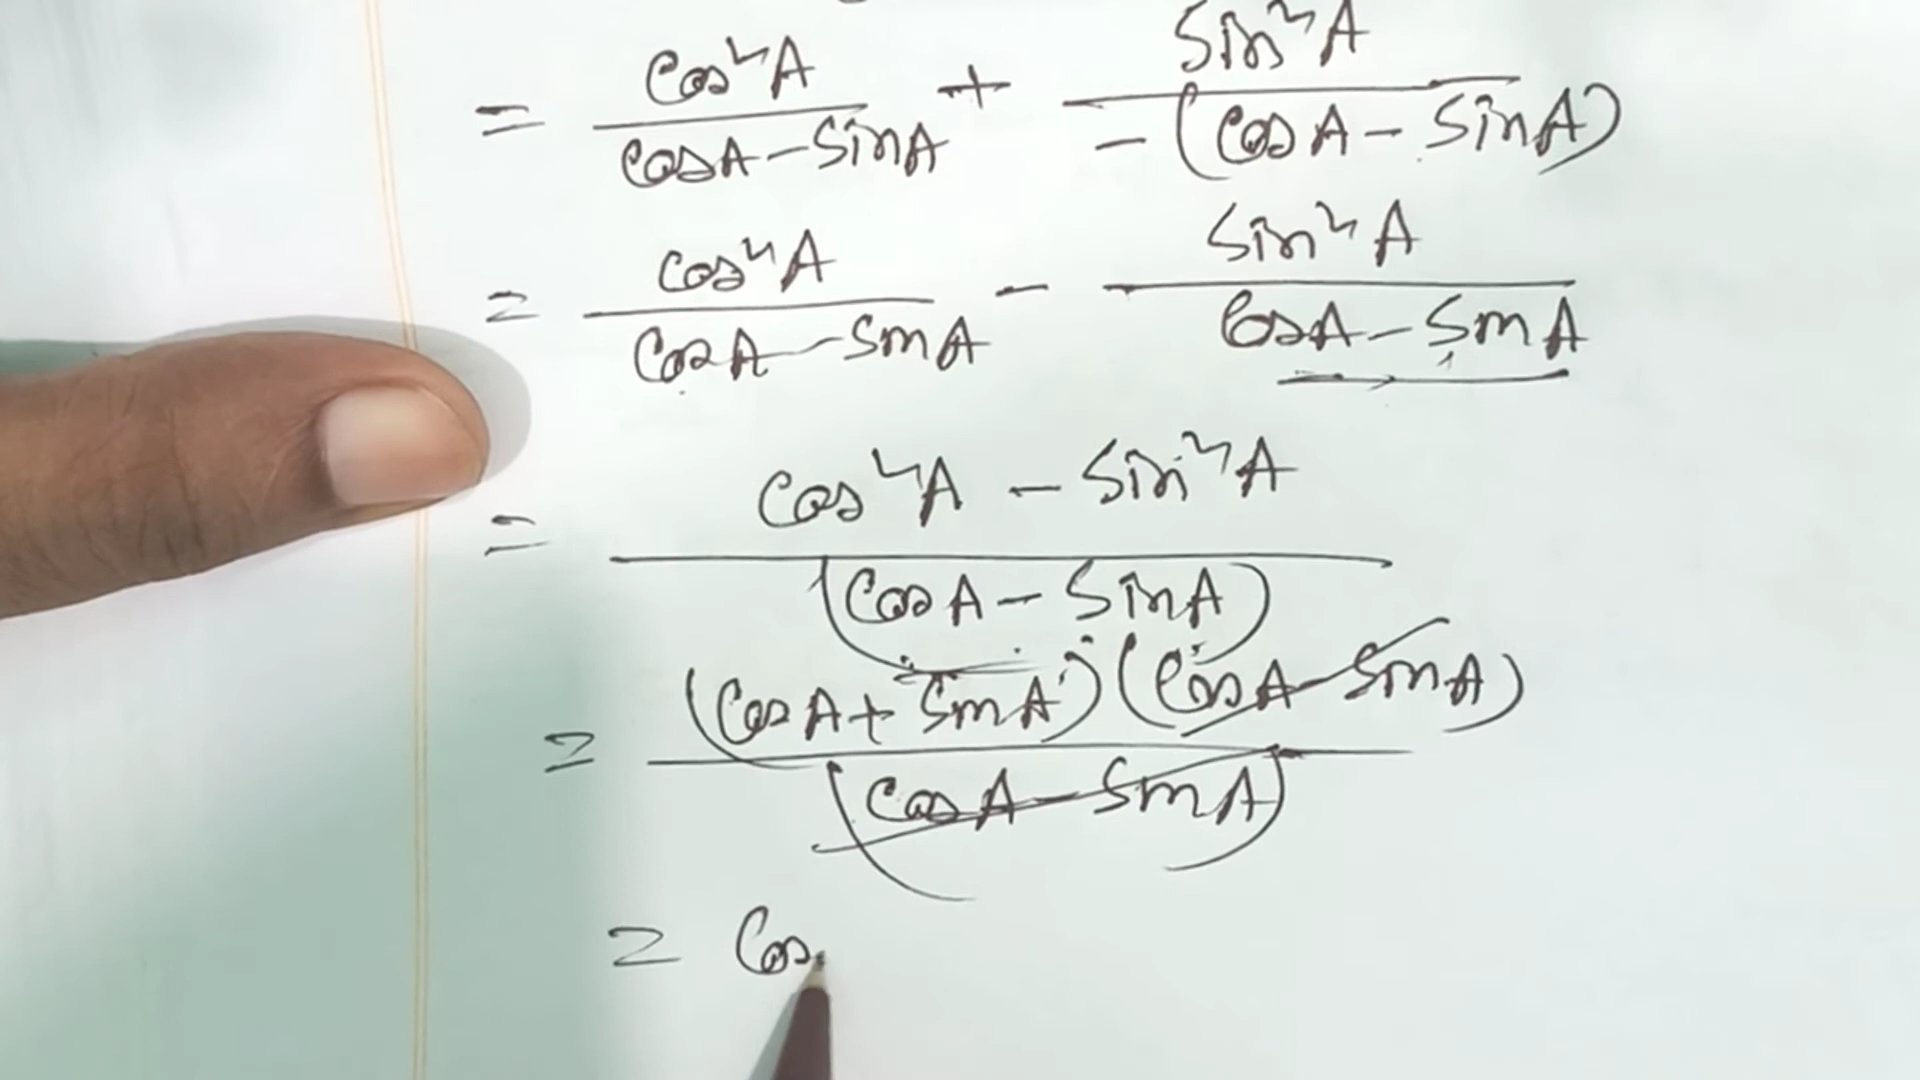 = cos²A / (cosA - sinA) + sin²A / -(cosA - sinA)
= cos²A / (cosA - sinA) - sin²A / (cosA - sinA)
= (cos²A - sin²A) / (cosA - sinA)
= (cosA + sinA)(cosA - sinA) / (cosA - sinA)
= cos